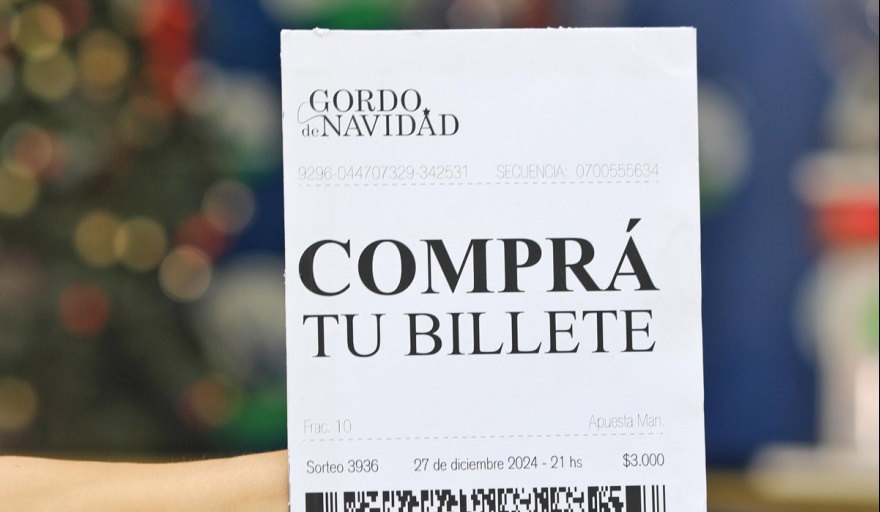 GORDO
de NAVIDAD
9296-044707329-342531 SECUENCIA: 0700555634
COMPRÁ
TU BILLETE
Frac. 10 Apuesta Man.
Sorteo 3936 27 de diciembre 2024 - 21 hs $3.000